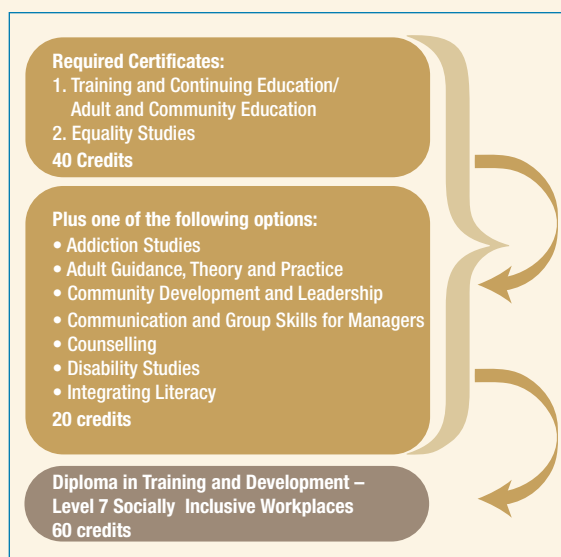 Required Certificates:
1. Training and Continuing Education/
Adult and Community Education
2. Equality Studies
40 Credits
Plus one of the following options:
• Addiction Studies
• Adult Guidance, Theory and Practice
• Community Development and Leadership
• Communication and Group Skills for Managers
• Counselling
• Disability Studies
• Integrating Literacy
20 credits
Diploma in Training and Development –
Level 7 Socially Inclusive Workplaces
60 credits